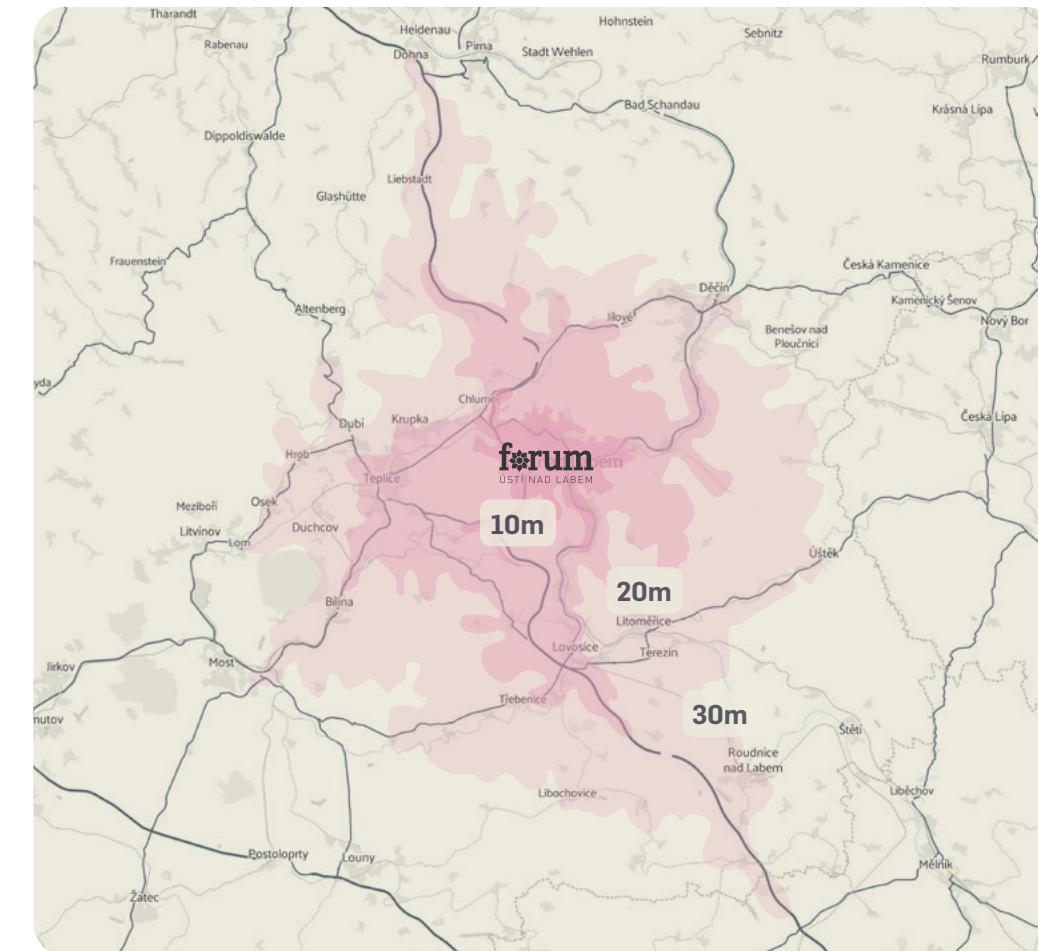 Tharandt
Heidenau
Hohnstein
Rabenau
Dohna
Pirna
Stadt Wehlen
Sebnitz
Rumburk
Bad Schandau
Krásná Lípa
Dippoldiswalde
Liebstadt
Glashütte
Frauenstein
Česká Kamenice
Děčín
Kamenický Šenov
Altenberg
Jílové
Nový Bor
Benešov nad
Ploučnicí
yda
Chlumec
Krupka
Česká Lípa
Dubí
Hrob
forum
ÚSTÍ NAD LABEM
Teplice
Osek
Meziboří
Duchcov
10m
Litvinov
Lom
Úštěk
20m
Bílina
Litoměřice
Lovosice
Terezín
Most
Jirkov
Třebenice
30m
mutov
Štětí
Roudnice
nad Labem
Libochovice
Liběchov
Postoloprty
Louny
Mělník
Žatec